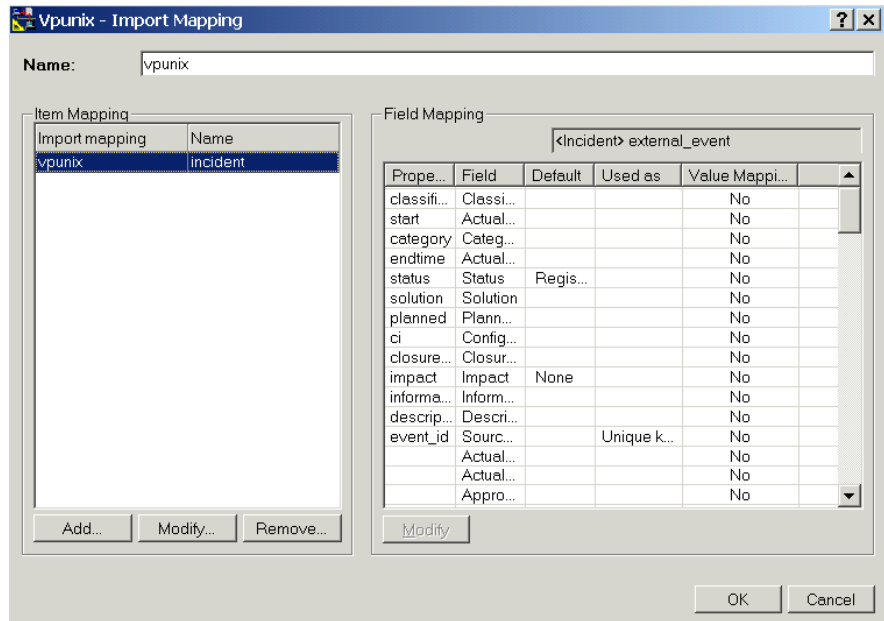 Vpunix - Import Mapping
Name: vpunix
Item Mapping
Import mapping Name
vpunix incident
Add... Modify... Remove...
Field Mapping
<Incident> external_event
Prope... Field Default Used as Value Mappi...
classifi... Classi... No
start Actual... No
category Categ... No
endtime Actual... No
status Status Regis... No
solution Solution No
planned Plann... No
ci Config... No
closure... Closur... No
impact Impact None No
informa... Inform... No
descrip... Descri... No
event_id Sourc... Unique k... No
Actual... No
Actual... No
Appro... No
Modify
OK Cancel